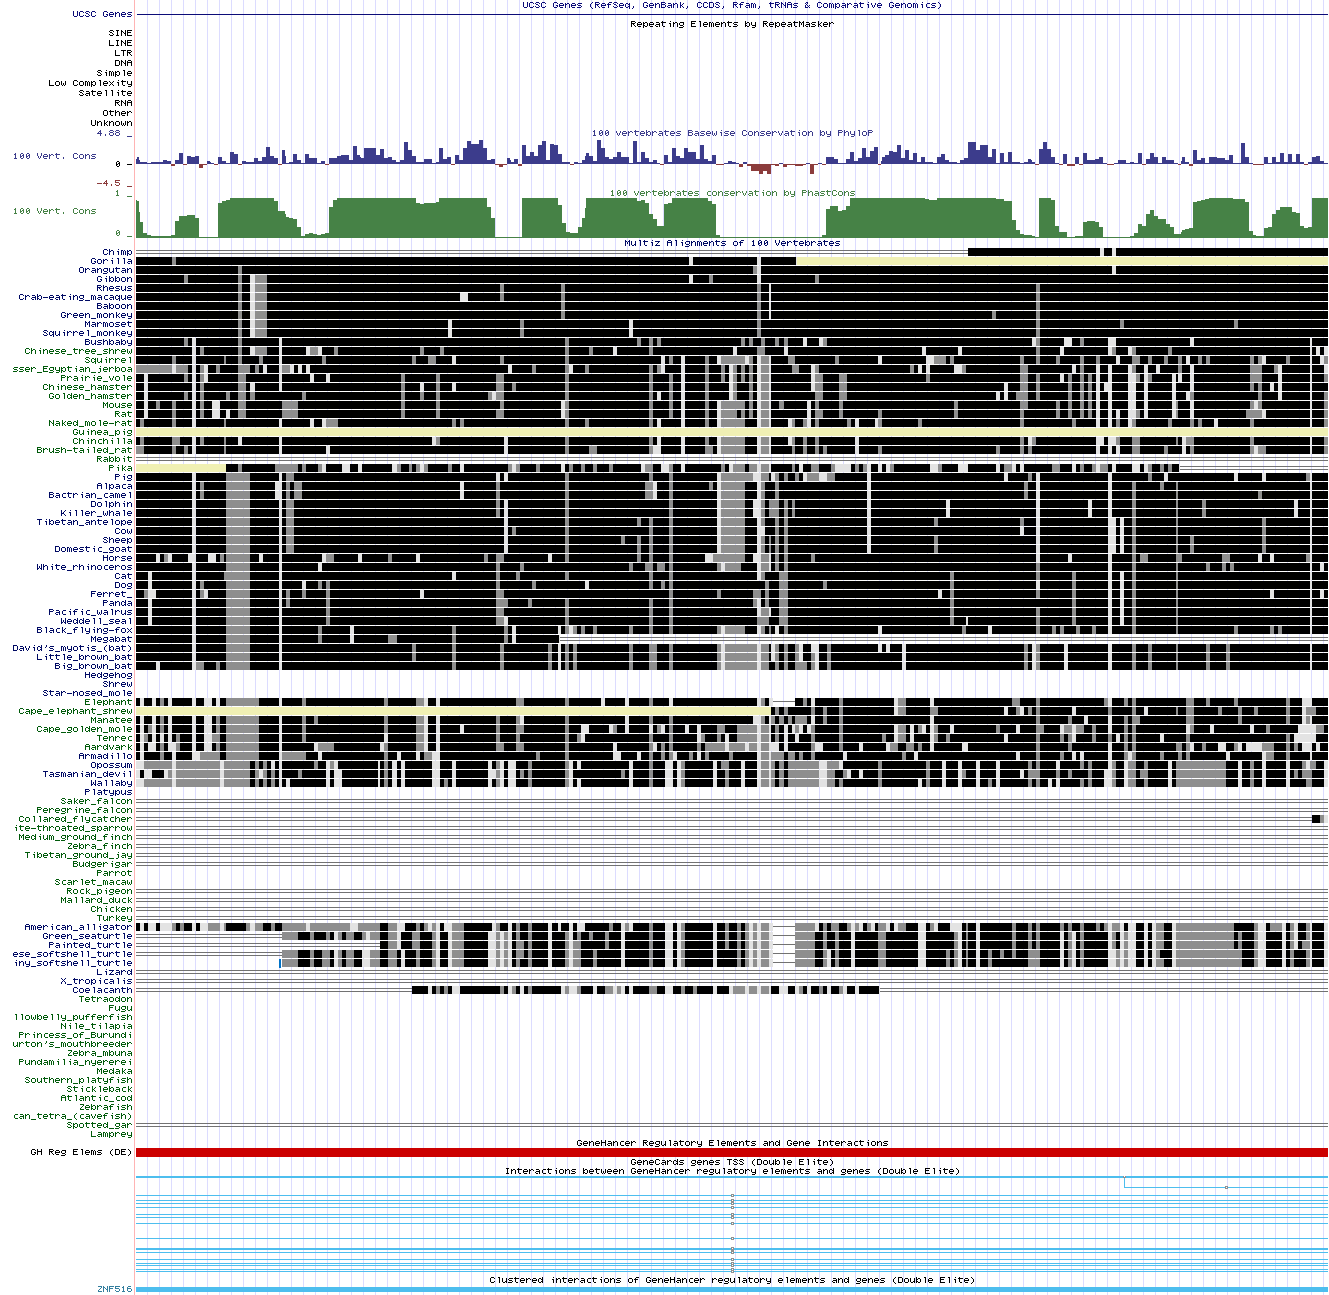 UCSC Genes (RefSeq, GenBank, CCDS, Rfam, tRNAs & Comparative Genomics)
UCSC Genes
Repeating Elements by RepeatMasker
SINE
LINE
LTR
DNA
Simple
Low Complexity
Satellite
RNA
Other
Unknown
4.88 _
100 vertebrates Basewise Conservation by PhyloP
100 Vert. Cons
0 _
-4.5 _
1 _
100 vertebrates conservation by PhastCons
100 Vert. Cons
0 _
Multiz Alignments of 100 Vertebrates
Chimp
Gorilla
Orangutan
Gibbon
Rhesus
Crab-eating_macaque
Baboon
Green_monkey
Marmoset
Squirrel_monkey
Bushbaby
Chinese_tree_shrew
Squirrel
sser_Egyptian_jerboa
Prairie_vole
Chinese_hamster
Golden_hamster
Mouse
Rat
Naked_mole-rat
Guinea_pig
Chinchilla
Brush-tailed_rat
Rabbit
Pika
Pig
Alpaca
Bactrian_camel
Dolphin
Killer_whale
Tibetan_antelope
Cow
Sheep
Domestic_goat
Horse
White_rhinoceros
Cat
Dog
Ferret_
Panda
Pacific_walrus
Weddell_seal
Black_flying-fox
Megabat
David's_myotis_(bat)
Little_brown_bat
Big_brown_bat
Hedgehog
Shrew
Star-nosed_mole
Elephant
Cape_elephant_shrew
Manatee
Cape_golden_mole
Tenrec
Aardvark
Armadillo
Opossum
Tasmanian_devil
Wallaby
Platypus
Saker_falcon
Peregrine_falcon
Collared_flycatcher
ite-throated_sparrow
Medium_ground_finch
Zebra_finch
Tibetan_ground_jay
Budgerigar
Parrot
Scarlet_macaw
Rock_pigeon
Mallard_duck
Chicken
Turkey
American_alligator
Green_seaturtle
Painted_turtle
ese_softshell_turtle
iny_softshell_turtle
Lizard
X_tropicalis
Coelacanth
Tetraodon
Fugu
llowbelly_pufferfish
Nile_tilapia
Princess_of_Burundi
urton's_mouthbreeder
Zebra_mbuna
Pundamilia_nyererei
Medaka
Southern_platyfish
Stickleback
Atlantic_cod
Zebrafish
can_tetra_(cavefish)
Spotted_gar
Lamprey
GeneHancer Regulatory Elements and Gene Interactions
GH Reg Elems (DE)
GeneCards genes TSS (Double Elite)
Interactions between GeneHancer regulatory elements and genes (Double Elite)
Clustered interactions of GeneHancer regulatory elements and genes (Double Elite)
ZNF516